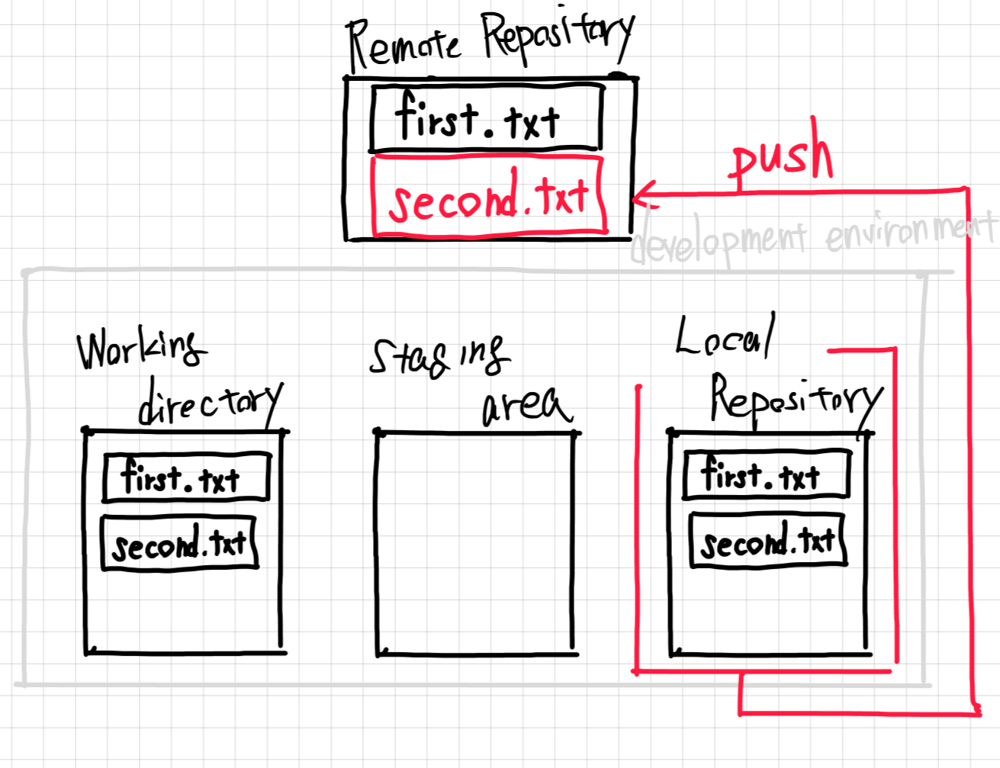 Remote Repository
first.txt
second.txt
push
development environment
Working
directory
first.txt
second.txt
Staging
area
Local
Repository
first.txt
second.txt